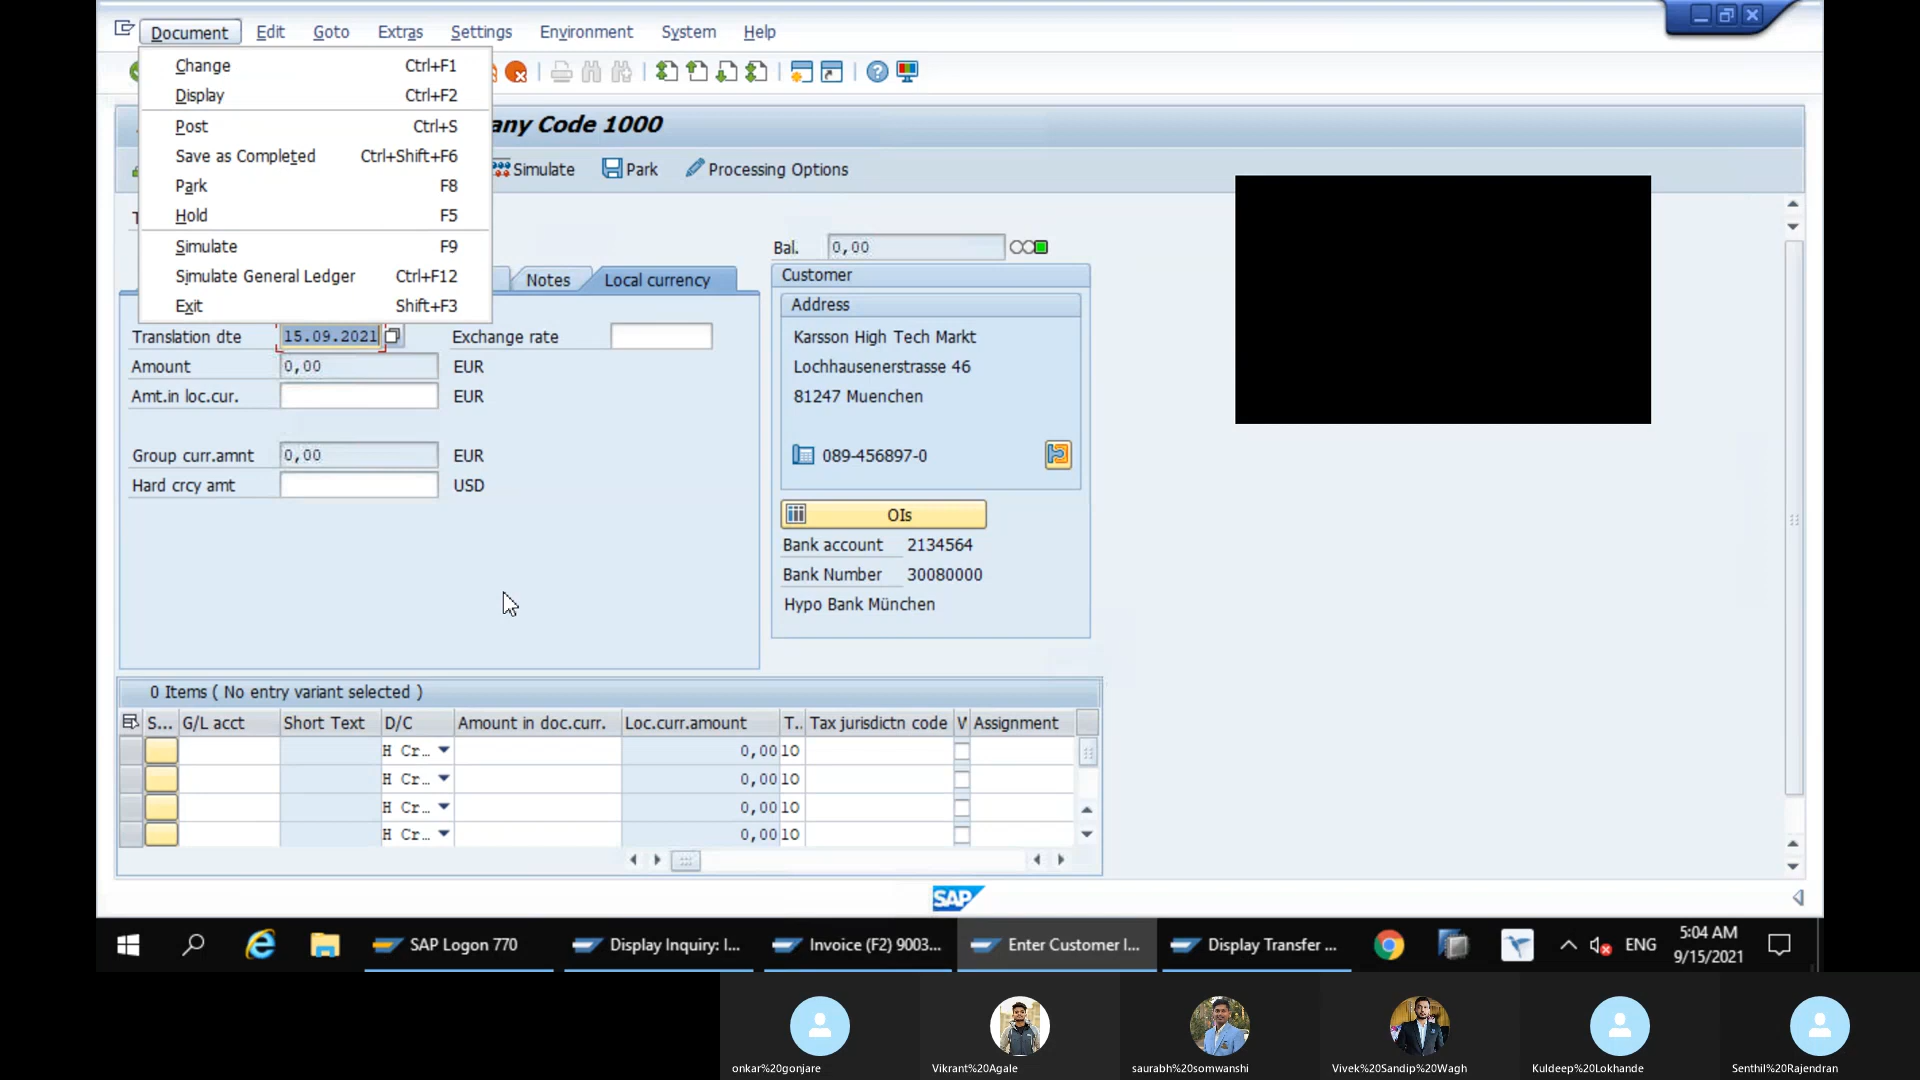 Document Edit Goto Extras Settings Environment System Help
Change Ctrl+F1
Display Ctrl+F2
Post Ctrl+S
Save as Completed Ctrl+Shift+F6
Park F8
Hold F5
Simulate F9
Simulate General Ledger Ctrl+F12
Exit Shift+F3
any Code 1000
Simulate Park Processing Options
Bal. 0,00
Notes Local currency
Translation dte 15.09.2021 Exchange rate
Amount 0,00 EUR
Amt.in loc.cur. EUR
Group curr.amnt 0,00 EUR
Hard crcy amt USD
Customer
Address
Karsson High Tech Markt
Lochhausenerstrasse 46
81247 Muenchen
089-456897-0
OIs
Bank account 2134564
Bank Number 30080000
Hypo Bank München
0 Items ( No entry variant selected )
S... G/L acct Short Text D/C Amount in doc.curr. Loc.curr.amount T.. Tax jurisdictn code V Assignment
H Cr... 0,00 1O
H Cr... 0,00 1O
H Cr... 0,00 1O
H Cr... 0,00 1O
SAP
SAP Logon 770 Display Inquiry: I... Invoice (F2) 9003... Enter Customer I... Display Transfer ... ENG 5:04 AM
9/15/2021
onkar%20gonjare Vikrant%20Agale saurabh%20somwanshi Vivek%20Sandip%20Wagh Kuldeep%20Lokhande Senthil%20Rajendran